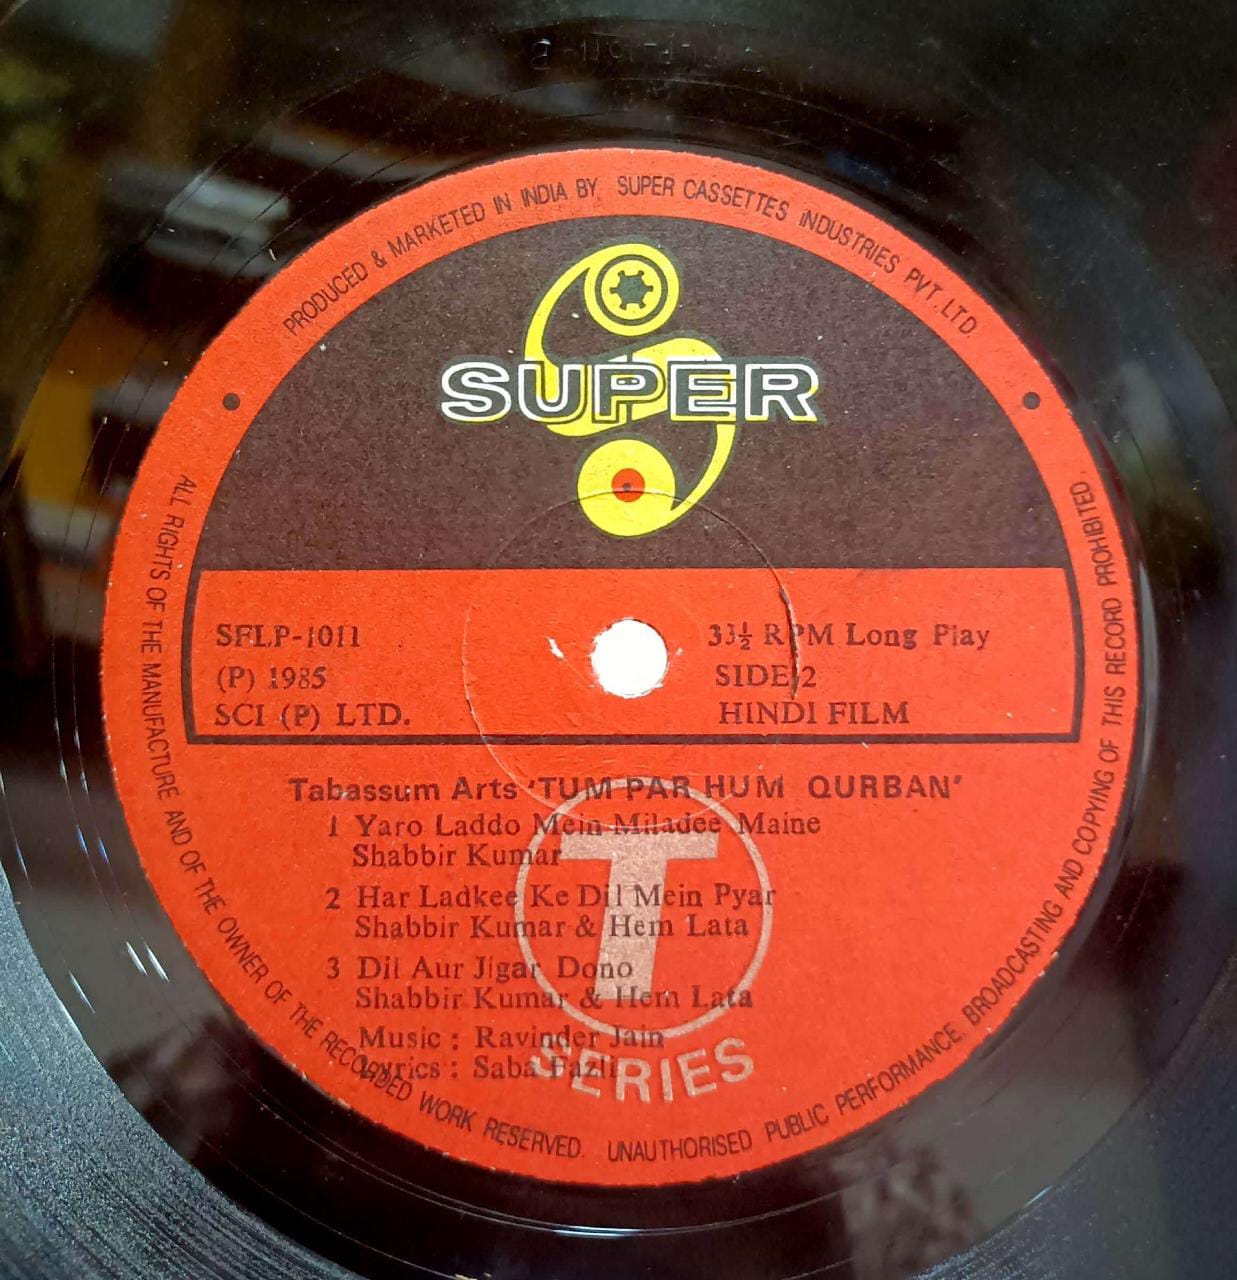 PRODUCED & MARKETED IN INDIA BY SUPER CASSETTES iNDUSTRIES PVT.LTD.
SUPER
SFLP-1011
(P) 1985
SCI (P) LTD.
33½ RPM Long Play
SIDE 2
HINDI FILM
Tabassum Arts 'TUM PAR HUM QURBAN'
1 Yaro Laddo Mein Miladee Maine
Shabbir Kumar
2 Har Ladkee Ke Dil Mein Pyar
Shabbir Kumar & Hem Lata
3 Dil Aur Jigar Dono
Shabbir Kumar & Hem Lata
Music : Ravinder Jain
Lyrics : Saba Fazli
T
SERIES
ALL RIGHTS OF THE MANUFACTURE AND OF THE OWNER OF THE RECORDED WORK RESERVED. UNAUTHORISED PUBLIC PERFORMANCE. BROADCASTING AND COPYING OF THIS RECORD PROHIBITED.